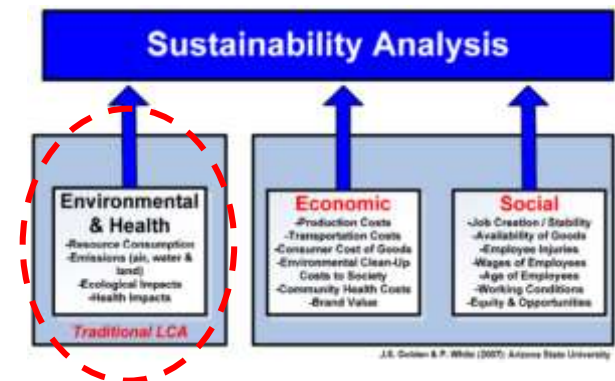 Sustainability Analysis
Environmental
& Health
-Resource Consumption
-Emissions (air, water &
land)
-Ecological Impacts
-Health Impacts
Traditional LCA
Economic
-Production Costs
-Transportation Costs
-Consumer Cost of Goods
-Environmental Clean-Up
Costs to Society
-Community Health Costs
-Brand Value
Social
-Job Creation / Stability
-Availability of Goods
-Employee Injuries
-Wages of Employees
-Age of Employees
-Working Conditions
-Equity & Opportunities
J.S. Golden & P. White (2007): Arizona State University